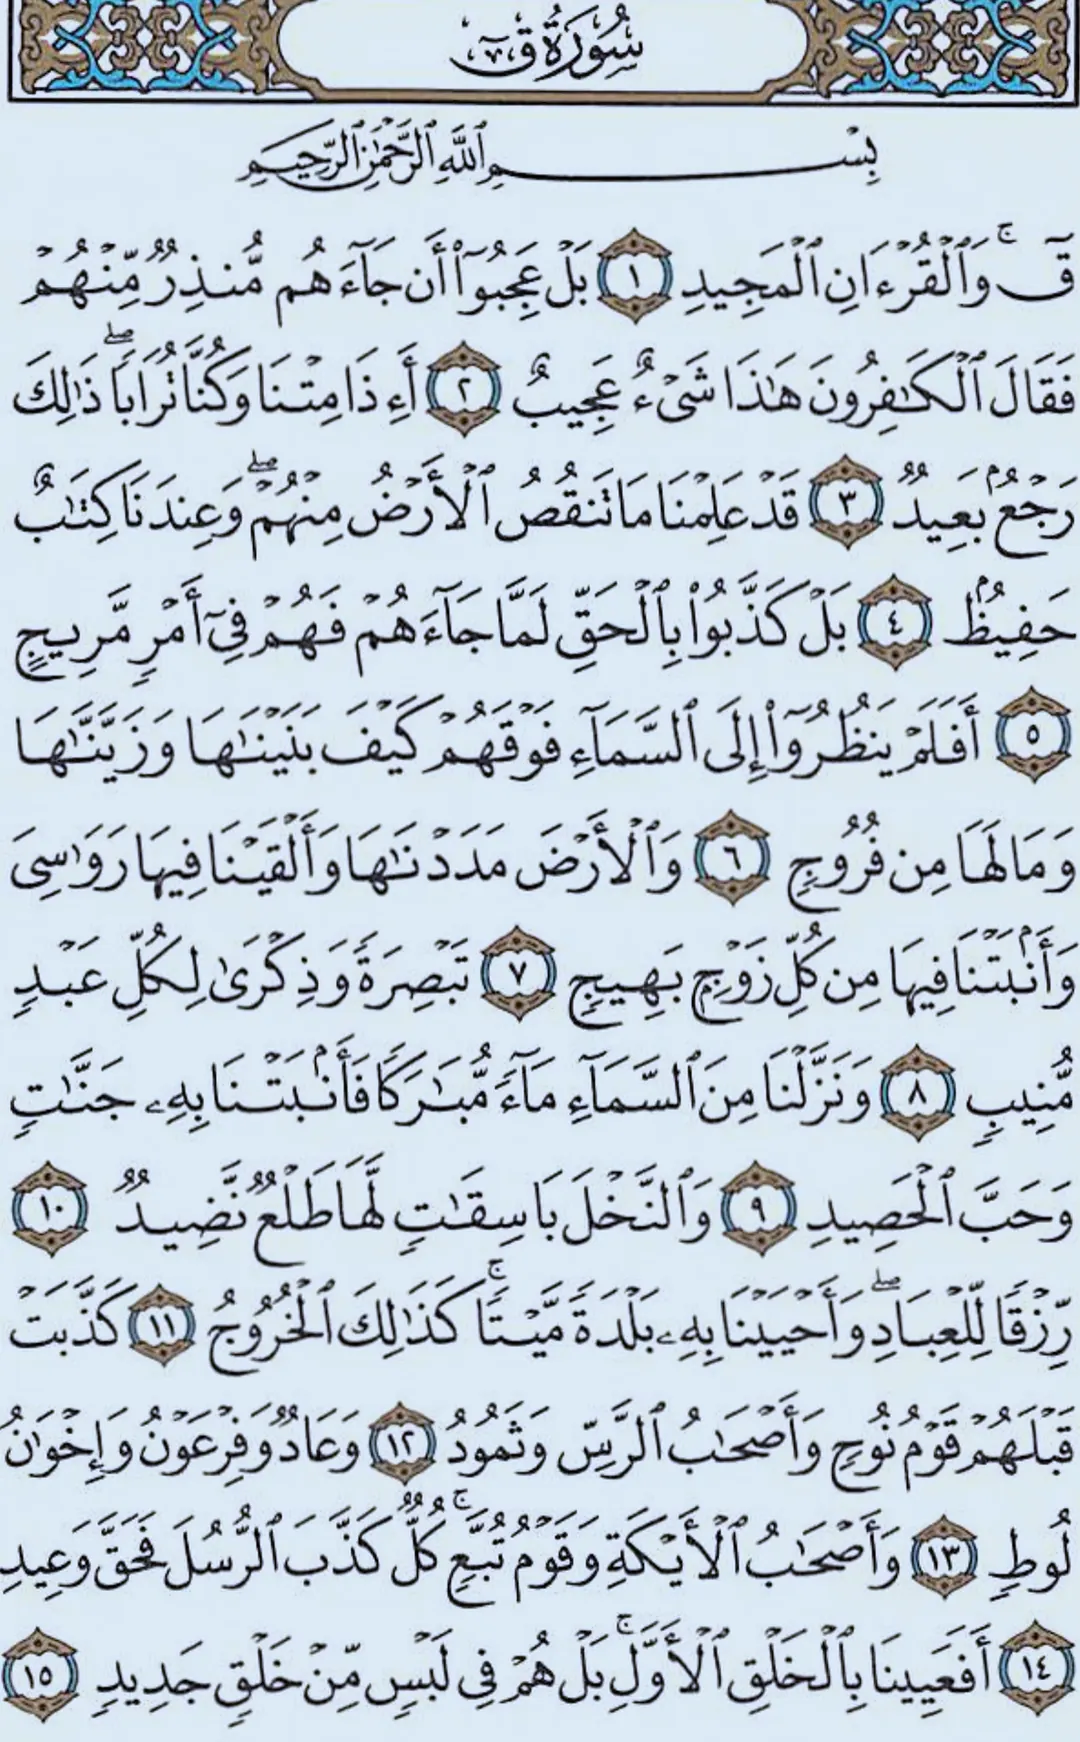 سُورَةُ قٓ
بِسْمِ ٱللَّهِ ٱلرَّحْمَٰنِ ٱلرَّحِيمِ
قٓۚ وَٱلْقُرْءَانِ ٱلْمَجِيدِ ١ بَلْ عَجِبُوٓا۟ أَن جَآءَهُم مُّنذِرٌ مِّنْهُمْ
فَقَالَ ٱلْكَٰفِرُونَ هَٰذَا شَىْءٌ عَجِيبٌ ٢ أَءِذَا مِتْنَا وَكُنَّا تُرَابًاۖ ذَٰلِكَ
رَجْعٌۢ بَعِيدٌ ٣ قَدْ عَلِمْنَا مَا تَنقُصُ ٱلْأَرْضُ مِنْهُمْۖ وَعِندَنَا كِتَٰبٌ
حَفِيظٌۢ ٤ بَلْ كَذَّبُوا۟ بِٱلْحَقِّ لَمَّا جَآءَهُمْ فَهُمْ فِىٓ أَمْرٍ مَّرِيجٍ
٥ أَفَلَمْ يَنظُرُوٓا۟ إِلَى ٱلسَّمَآءِ فَوْقَهُمْ كَيْفَ بَنَيْنَٰهَا وَزَيَّنَّٰهَا
وَمَا لَهَا مِن فُرُوجٍ ٦ وَٱلْأَرْضَ مَدَدْنَٰهَا وَأَلْقَيْنَا فِيهَا رَوَٰسِىَ
وَأَنۢبَتْنَا فِيهَا مِن كُلِّ زَوْجٍۭ بَهِيجٍ ٧ تَبْصِرَةً وَذِكْرَىٰ لِكُلِّ عَبْدٍ
مُّنِيبٍ ٨ وَنَزَّلْنَا مِنَ ٱلسَّمَآءِ مَآءً مُّبَٰرَكًا فَأَنۢبَتْنَا بِهِۦ جَنَّٰتٍ
وَحَبَّ ٱلْحَصِيدِ ٩ وَٱلنَّخْلَ بَاسِقَٰتٍ لَّهَا طَلْعٌ نَّضِيدٌ ١٠
رِّزْقًا لِّلْعِبَادِۖ وَأَحْيَيْنَا بِهِۦ بَلْدَةً مَّيْتًاۚ كَذَٰلِكَ ٱلْخُرُوجُ ١١ كَذَّبَتْ
قَبْلَهُمْ قَوْمُ نُوحٍ وَأَصْحَٰبُ ٱلرَّسِّ وَثَمُودُ ١٢ وَعَادٌ وَفِرْعَوْنُ وَإِخْوَٰنُ
لُوطٍ ١٣ وَأَصْحَٰبُ ٱلْأَيْكَةِ وَقَوْمُ تُبَّعٍۚ كُلٌّ كَذَّبَ ٱلرُّسُلَ فَحَقَّ وَعِيدِ
١٤ أَفَعَيِينَا بِٱلْخَلْقِ ٱلْأَوَّلِۚ بَلْ هُمْ فِى لَبْسٍ مِّنْ خَلْقٍ جَدِيدٍ ١٥